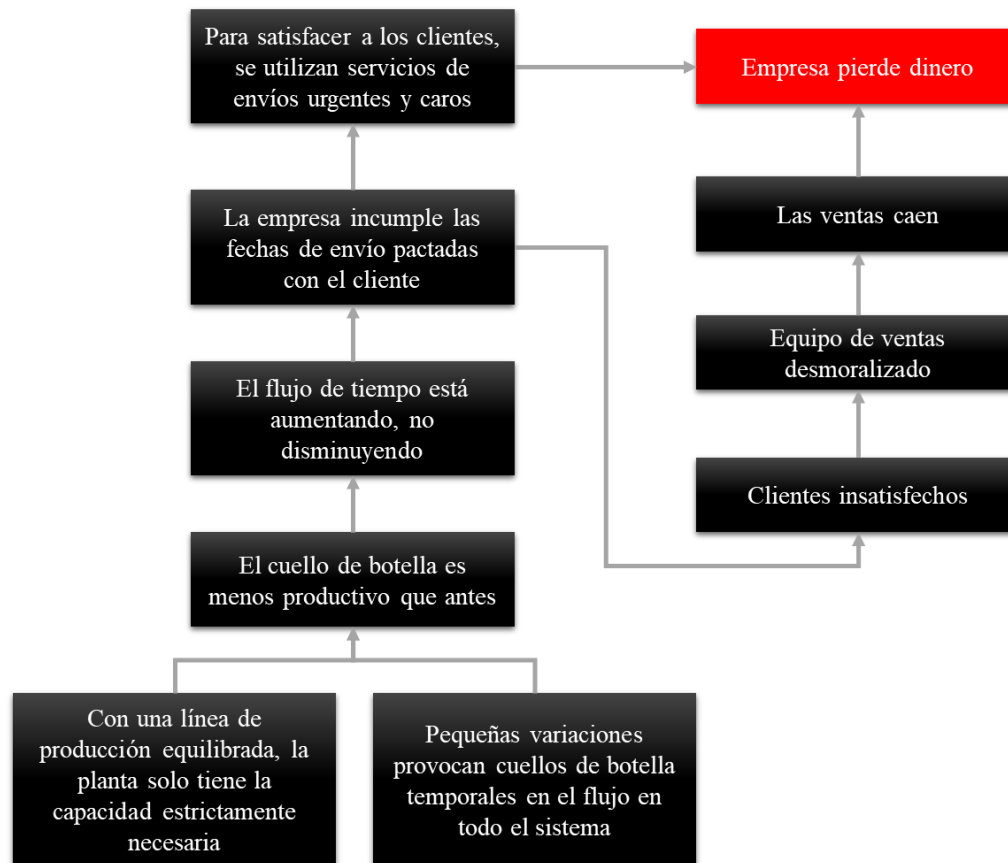 Para satisfacer a los clientes,
se utilizan servicios de
envíos urgentes y caros
Empresa pierde dinero
La empresa incumple las
fechas de envío pactadas
con el cliente
Las ventas caen
El flujo de tiempo está
aumentando, no
disminuyendo
Equipo de ventas
desmoralizado
Clientes insatisfechos
El cuello de botella es
menos productivo que antes
Con una línea de
producción equilibrada, la
planta solo tiene la
capacidad estrictamente
necesaria
Pequeñas variaciones
provocan cuellos de botella
temporales en el flujo en
todo el sistema